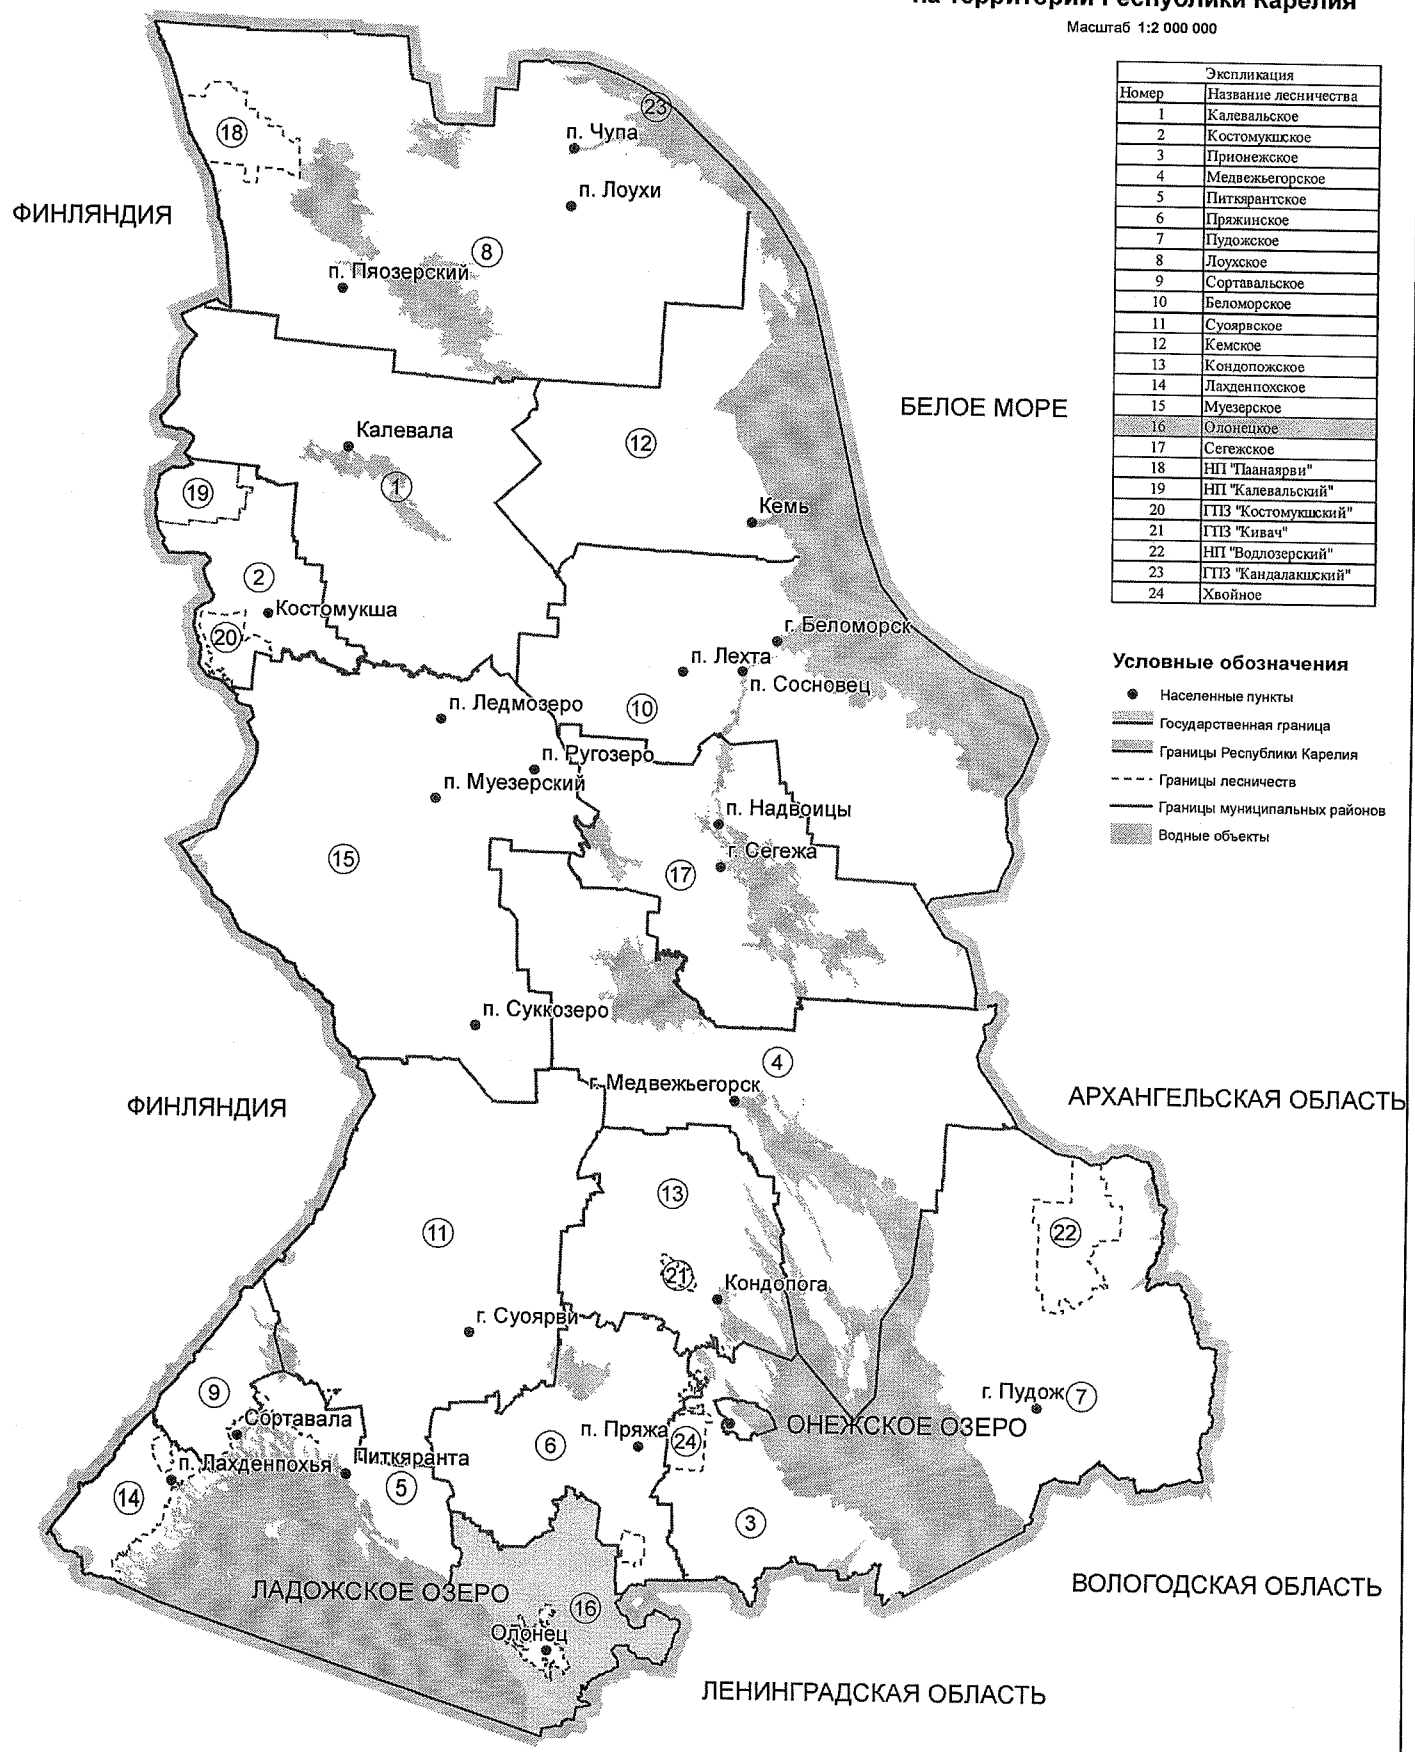 на территории Республики Карелия
Масштаб 1:2 000 000
Экспликация
Номер Название лесничества
1 Калевальское
2 Костомукшское
3 Прионежское
4 Медвежьегорское
5 Питкярантское
6 Пряжинское
7 Пудожское
8 Лоухское
9 Сортавальское
10 Беломорское
11 Суоярвское
12 Кемское
13 Кондопожское
14 Лахденпохское
15 Муезерское
16 Олонецкое
17 Сегежское
18 НП "Паанаярви"
19 НП "Калевальский"
20 ГПЗ "Костомукшский"
21 ГПЗ "Кивач"
22 НП "Водлозерский"
23 ГПЗ "Кандалакшский"
24 Хвойное
Условные обозначения
Населенные пункты
Государственная граница
Границы Республики Карелия
Границы лесничеств
Границы муниципальных районов
Водные объекты
23
18
п. Чупа
п. Лоухи
ФИНЛЯНДИЯ
8
п. Пяозерский
БЕЛОЕ МОРЕ
Калевала
12
1
19
Кемь
2
Костомукша
20
г. Беломорск
п. Лехта
п. Сосновец
п. Ледмозеро
10
п. Ругозеро
п. Муезерский
п. Надвоицы
г. Сегежа
15
17
п. Суккозеро
4
г. Медвежьегорск
ФИНЛЯНДИЯ
АРХАНГЕЛЬСКАЯ ОБЛАСТЬ
13
11
22
21
Кондопога
г. Суоярви
9
г. Пудож
7
Сортавала
ОНЕЖСКОЕ ОЗЕРО
п. Пряжа
24
6
п. Лахденпохья
Питкяранта
5
14
3
ЛАДОЖСКОЕ ОЗЕРО
ВОЛОГОДСКАЯ ОБЛАСТЬ
16
Олонец
ЛЕНИНГРАДСКАЯ ОБЛАСТЬ